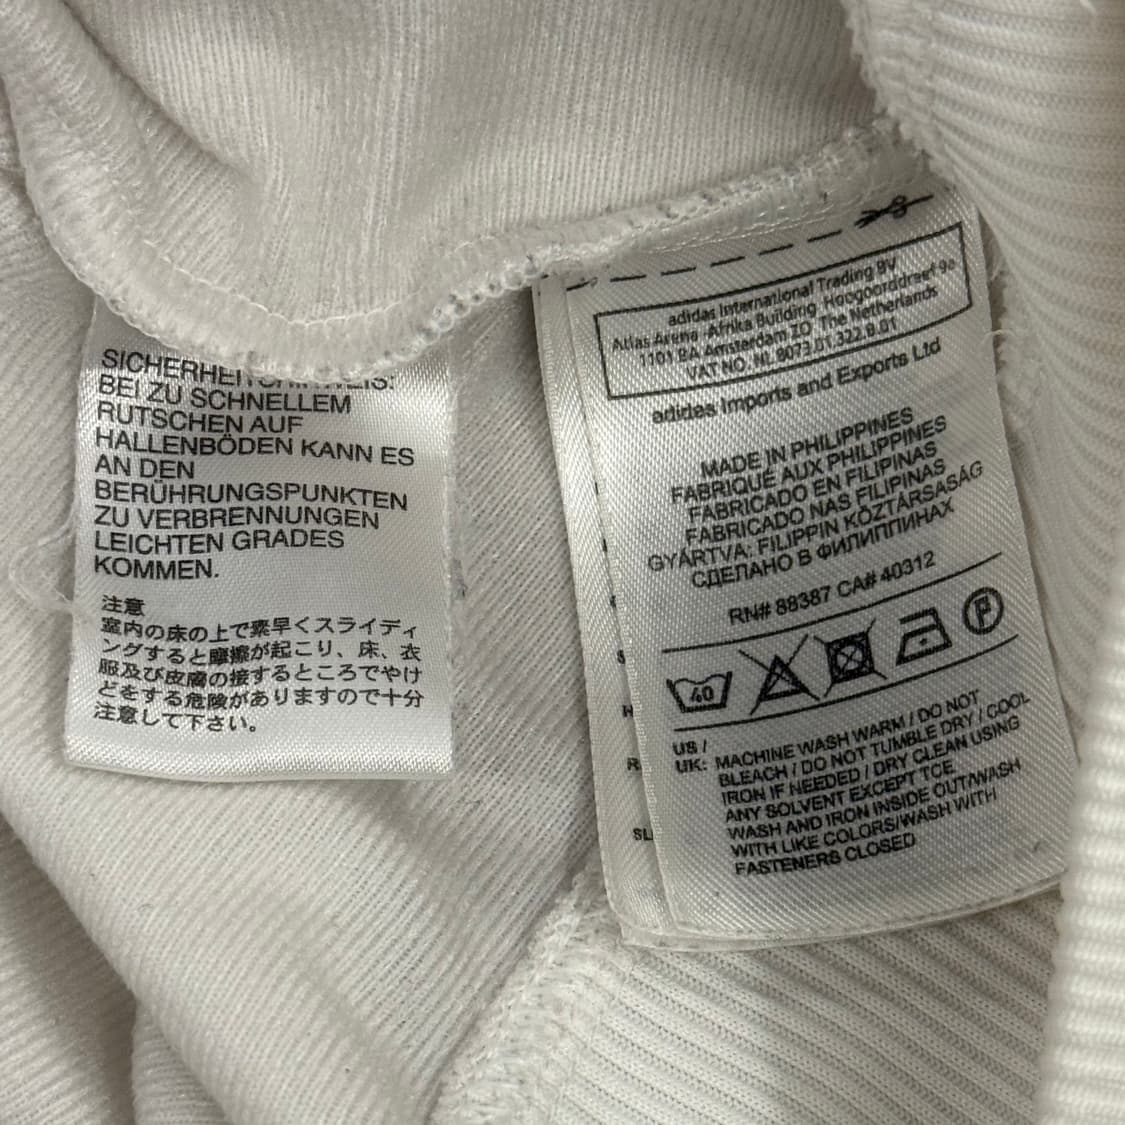 SICHERHEITSHINWEIS:
BEI ZU SCHNELLEM
RUTSCHEN AUF
HALLENBÖDEN KANN ES
AN DEN
BERÜHRUNGSPUNKTEN
ZU VERBRENNUNGEN
LEICHTEN GRADES
KOMMEN.
注意
室内の床の上で素早くスライディ
ングすると摩擦が起こり、床、衣
服及び皮膚の接するところでやけ
どをする危険がありますので十分
注意して下さい。
adidas International Trading BV
Atlas Arena -Afrika Building Hoogoorddreef 9a
1101 BA Amsterdam ZO The Netherlands
VAT NO. NL 8073.01.322.B.01
adidas Imports and Exports Ltd
MADE IN PHILIPPINES
FABRIQUÉ AUX PHILIPPINES
FABRICADO EN FILIPINAS
FABRICADO NAS FILIPINAS
GYÁRTVA: FILIPPIN KÖZTÁRSASÁG
СДЕЛАНО В ФИЛИППИНАХ
RN# 88387 CA# 40312
40
P
US /
UK: MACHINE WASH WARM / DO NOT
BLEACH / DO NOT TUMBLE DRY / COOL
IRON IF NEEDED / DRY CLEAN USING
ANY SOLVENT EXCEPT TCE
WASH AND IRON INSIDE OUT/WASH
WITH LIKE COLORS/WASH WITH
FASTENERS CLOSED